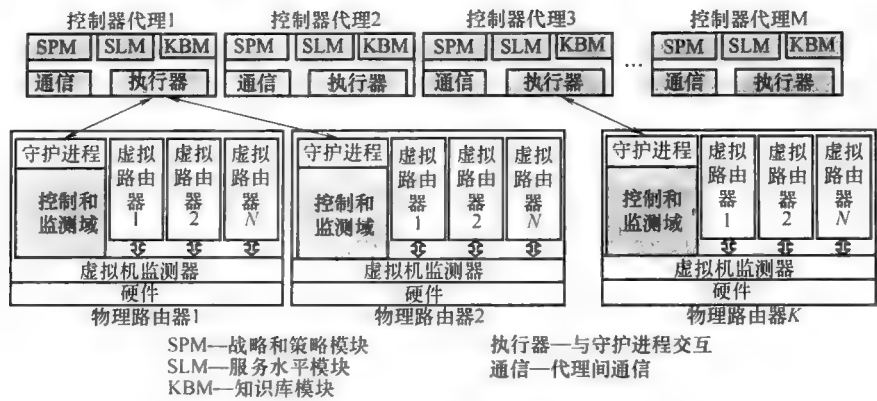 控制器代理1 控制器代理2 控制器代理3 控制器代理M
SPM SLM KBM SPM SLM KBM SPM SLM KBM SPM SLM KBM
通信 执行器 通信 执行器 通信 执行器 … 通信 执行器
守护进程 虚拟路由器1 虚拟路由器2 虚拟路由器N 守护进程 虚拟路由器1 虚拟路由器2 虚拟路由器N 守护进程 虚拟路由器1 虚拟路由器2 虚拟路由器N
控制和监测域 控制和监测域 控制和监测域
虚拟机监测器 虚拟机监测器 虚拟机监测器
硬件 硬件 硬件
物理路由器1 物理路由器2 物理路由器K
SPM—战略和策略模块 执行器—与守护进程交互
SLM—服务水平模块 通信—代理间通信
KBM—知识库模块